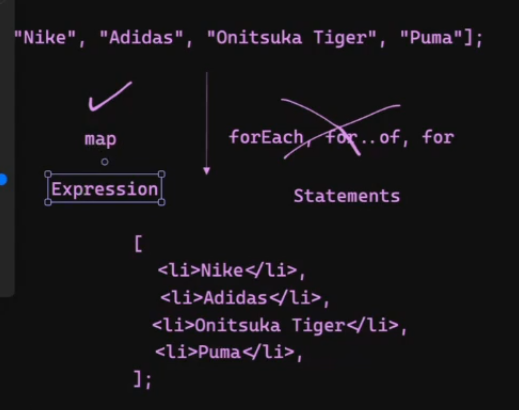 "Nike", "Adidas", "Onitsuka Tiger", "Puma"];
map
forEach, for..of, for
Expression
Statements
[
<li>Nike</li>,
<li>Adidas</li>,
<li>Onitsuka Tiger</li>,
<li>Puma</li>,
];